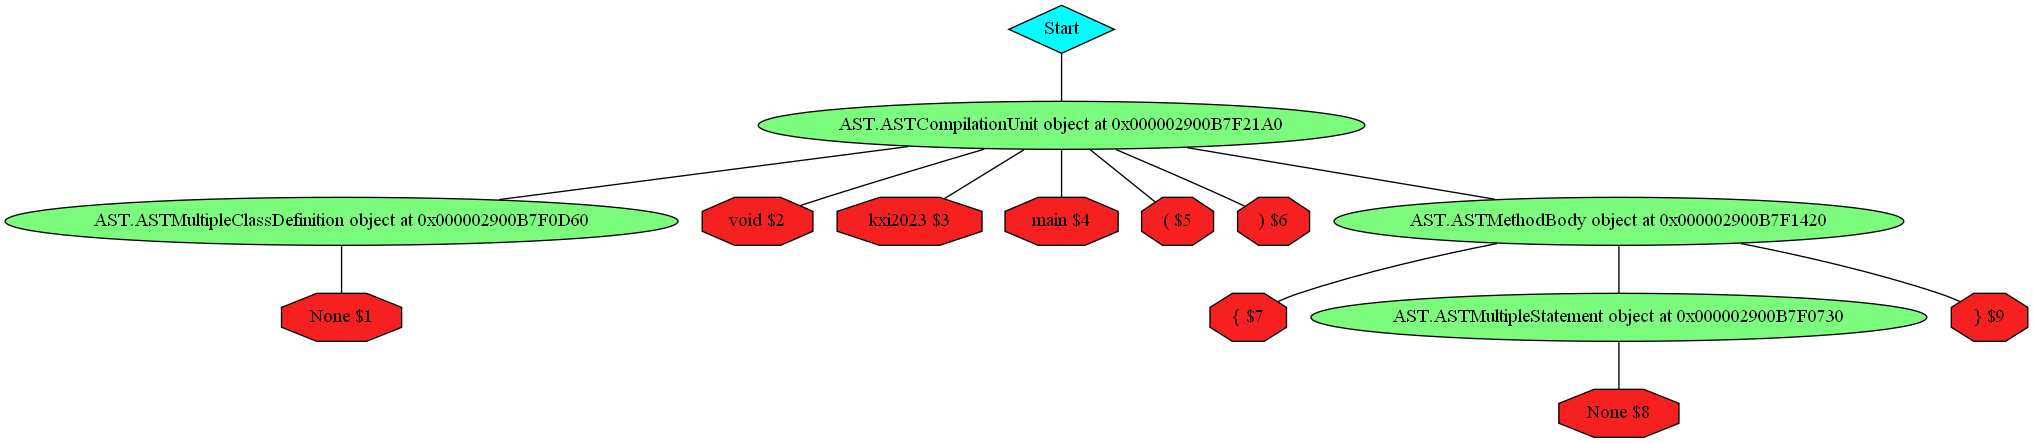 Start
AST.ASTCompilationUnit object at 0x000002900B7F21A0
AST.ASTMultipleClassDefinition object at 0x000002900B7F0D60
void $2
kxi2023 $3
main $4
( $5
) $6
AST.ASTMethodBody object at 0x000002900B7F1420
None $1
{ $7
AST.ASTMultipleStatement object at 0x000002900B7F0730
} $9
None $8